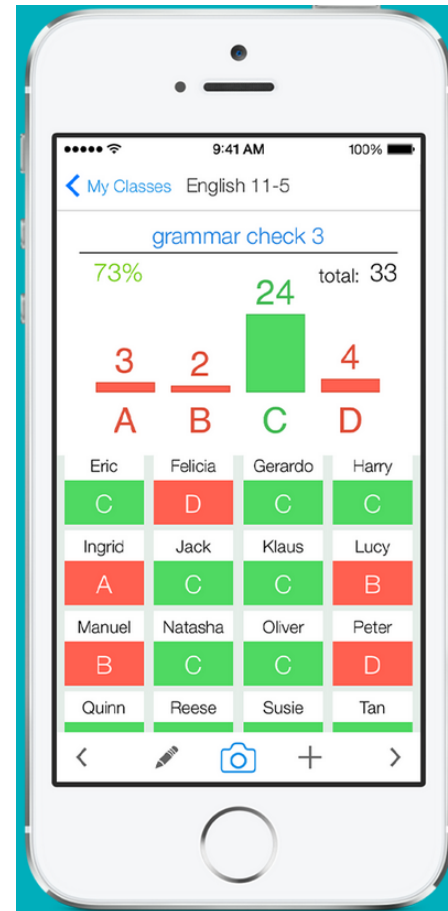 9:41 AM 100%
My Classes English 11-5
grammar check 3
73% 24 total: 33
3 2 4
A B C D
Eric Felicia Gerardo Harry
C D C C
Ingrid Jack Klaus Lucy
A C C B
Manuel Natasha Oliver Peter
B C C D
Quinn Reese Susie Tan